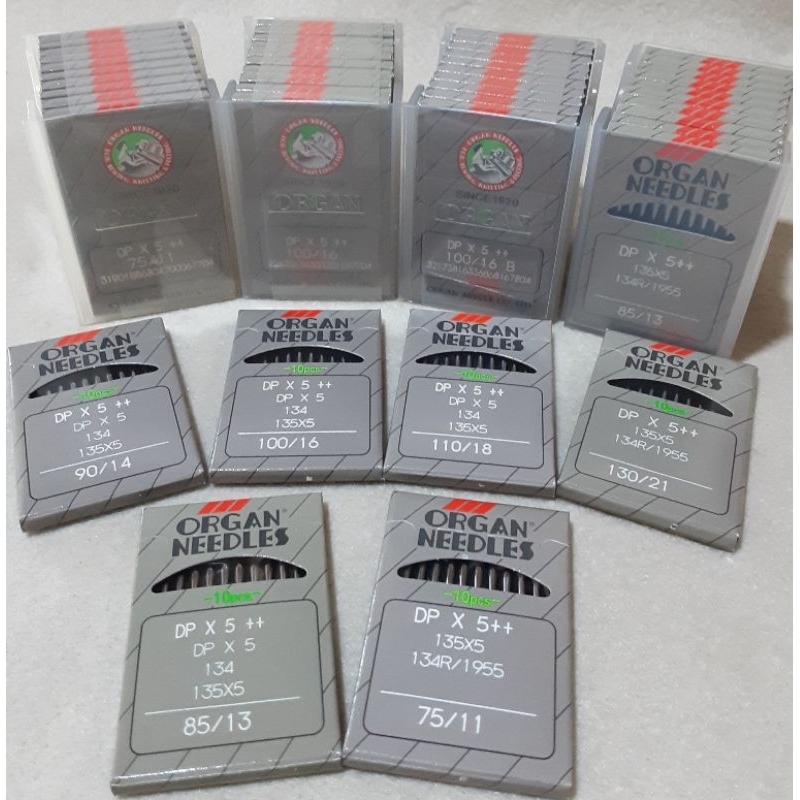 DP X 5 ++
75/11
SINCE 1920
ORGAN
DP X 5 ++
100/16
SINCE 1920
ORGAN
DP X 5 ++
100/16 B
ORGAN
NEEDLES
DP X 5++
135X5
134R/1955
85/13
ORGAN®
NEEDLES
-10pcs-
DP X 5 ++
DP X 5
134
135X5
90/14
ORGAN®
NEEDLES
-10pcs-
DP X 5 ++
DP X 5
134
135X5
100/16
ORGAN®
NEEDLES
-10pcs-
DP X 5 ++
DP X 5
134
135X5
110/18
ORGAN®
NEEDLES
-10pcs-
DP X 5++
135X5
134R/1955
130/21
ORGAN®
NEEDLES
-10pcs-
DP X 5 ++
DP X 5
134
135X5
85/13
ORGAN®
NEEDLES
-10pcs-
DP X 5++
135X5
134R/1955
75/11